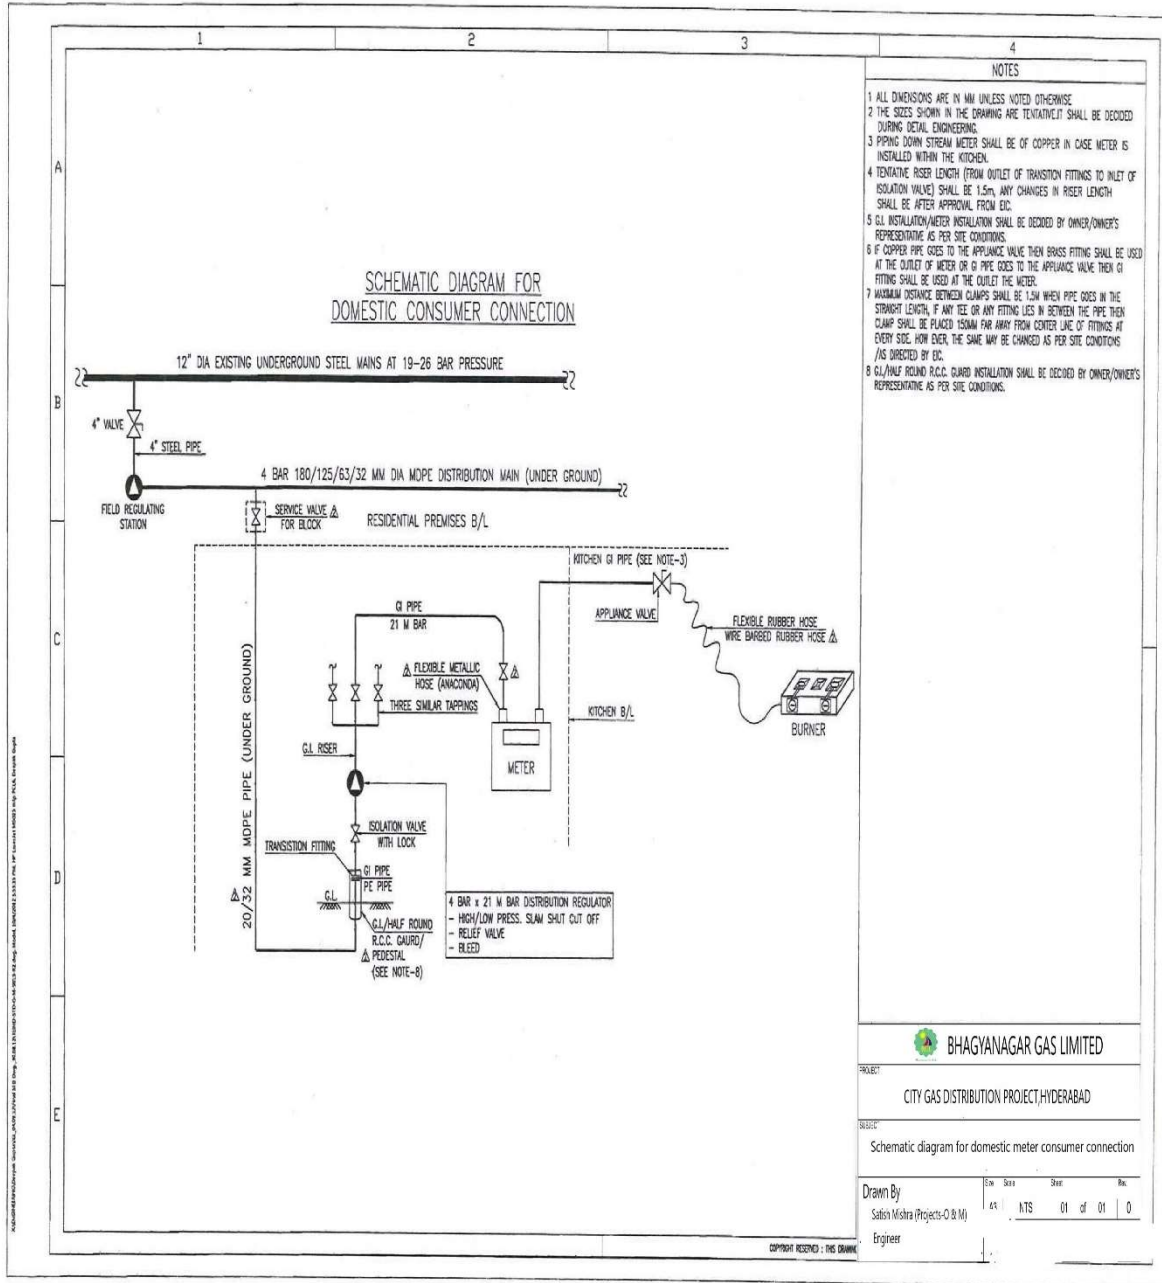 1
2
3
4
A
B
C
D
E
NOTES
1 ALL DIMENSIONS ARE IN MM UNLESS NOTED OTHERWISE
2 THE SIZES SHOWN IN THE DRAWING ARE TENTATIVE.IT SHALL BE DECIDED
DURING DETAIL ENGINEERING.
3 PIPING DOWN STREAM METER SHALL BE OF COPPER IN CASE METER IS
INSTALLED WITHIN THE KITCHEN.
4 TENTATIVE RISER LENGTH (FROM OUTLET OF TRANSITION FITTINGS TO INLET OF
ISOLATION VALVE) SHALL BE 1.5m, ANY CHANGES IN RISER LENGTH
SHALL BE AFTER APPROVAL FROM EIC.
5 G.I. INSTALLATION/METER INSTALLATION SHALL BE DECIDED BY OWNER/OWNER'S
REPRESENTATIVE AS PER SITE CONDITIONS.
6 IF COPPER PIPE GOES TO THE APPLIANCE VALVE THEN BRASS FITTING SHALL BE USED
AT THE OUTLET OF METER OR GI PIPE GOES TO THE APPLIANCE VALVE THEN GI
FITTING SHALL BE USED AT THE OUTLET THE METER.
7 MAXIMUM DISTANCE BETWEEN CLAMPS SHALL BE 1.5M WHEN PIPE GOES IN THE
STRAIGHT LENGTH, IF ANY TEE OR ANY FITTING LIES IN BETWEEN THE PIPE THEN
CLAMP SHALL BE PLACED 150MM FAR AWAY FROM CENTER LINE OF FITTINGS AT
EVERY SIDE. HOW EVER, THE SAME MAY BE CHANGED AS PER SITE CONDITIONS
/AS DIRECTED BY EIC.
8 G.I./HALF ROUND R.C.C. GUARD INSTALLATION SHALL BE DECIDED BY OWNER/OWNER'S
REPRESENTATIVE AS PER SITE CONDITIONS.
SCHEMATIC DIAGRAM FOR
DOMESTIC CONSUMER CONNECTION
12" DIA EXISTING UNDERGROUND STEEL MAINS AT 19-26 BAR PRESSURE
4" VALVE
4" STEEL PIPE
FIELD REGULATING
STATION
4 BAR 180/125/63/32 MM DIA MDPE DISTRIBUTION MAIN (UNDER GROUND)
SERVICE VALVE
FOR BLOCK
RESIDENTIAL PREMISES B/L
KITCHEN GI PIPE (SEE NOTE-3)
APPLIANCE VALVE
GI PIPE
21 M BAR
FLEXIBLE RUBBER HOSE
WIRE BARBED RUBBER HOSE
FLEXIBLE METALLIC
HOSE (ANACONDA)
THREE SIMILAR TAPPINGS
KITCHEN B/L
BURNER
G.I. RISER
METER
20/32 MM MDPE PIPE (UNDER GROUND)
ISOLATION VALVE
WITH LOCK
TRANSISTION FITTING
GI PIPE
PE PIPE
G.L
G.I./HALF ROUND
R.C.C. GAURD/
PEDESTAL
(SEE NOTE-8)
4 BAR x 21 M BAR DISTRIBUTION REGULATOR
- HIGH/LOW PRESS. SLAM SHUT CUT OFF
- RELIEF VALVE
- BLEED
BHAGYANAGAR GAS LIMITED
PROJECT
CITY GAS DISTRIBUTION PROJECT,HYDERABAD
SUBJECT
Schematic diagram for domestic meter consumer connection
Drawn By
Satish Mishra (Projects-O & M)
Engineer
Size Scale Sheet Rev.
A3 NTS 01 of 01 0
COPYRIGHT RESERVED : THIS DRAWING